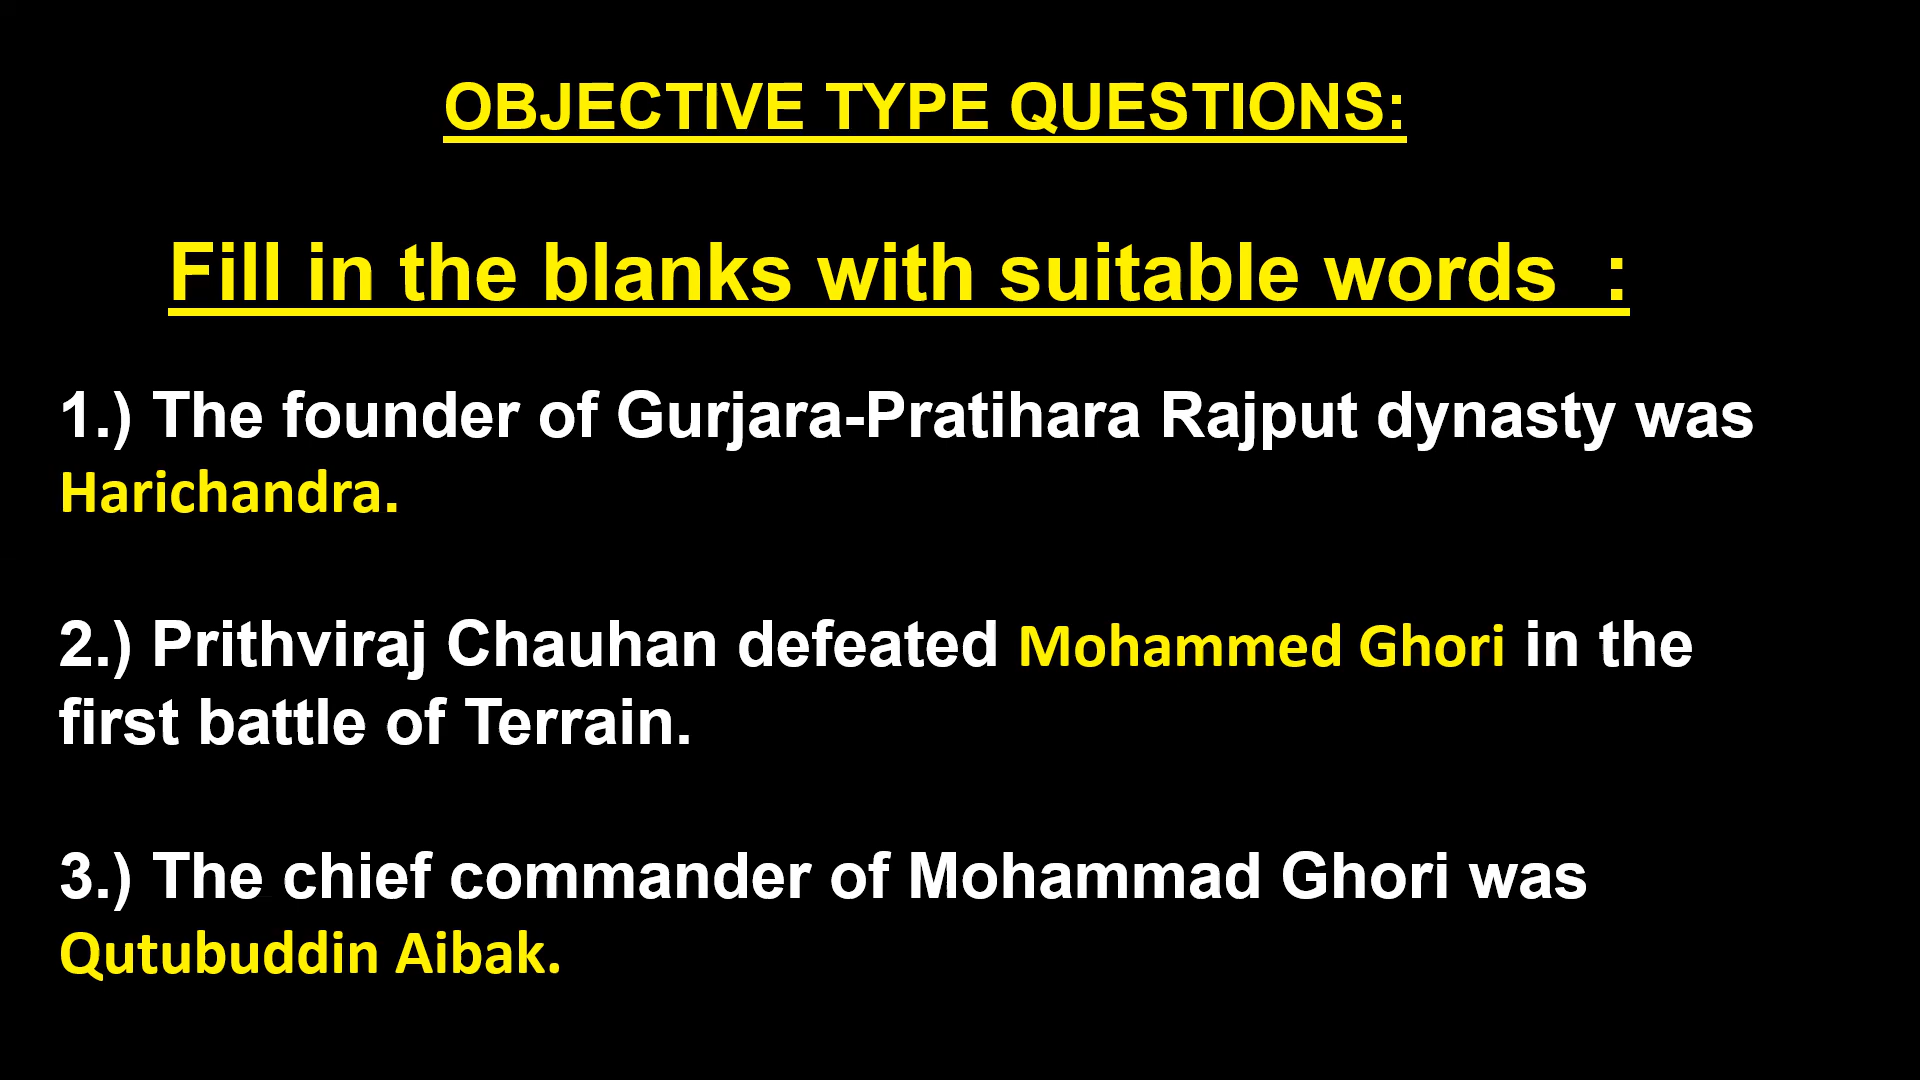 OBJECTIVE TYPE QUESTIONS:
Fill in the blanks with suitable words :
1.) The founder of Gurjara-Pratihara Rajput dynasty was
Harichandra.
2.) Prithviraj Chauhan defeated Mohammed Ghori in the
first battle of Terrain.
3.) The chief commander of Mohammad Ghori was
Qutubuddin Aibak.